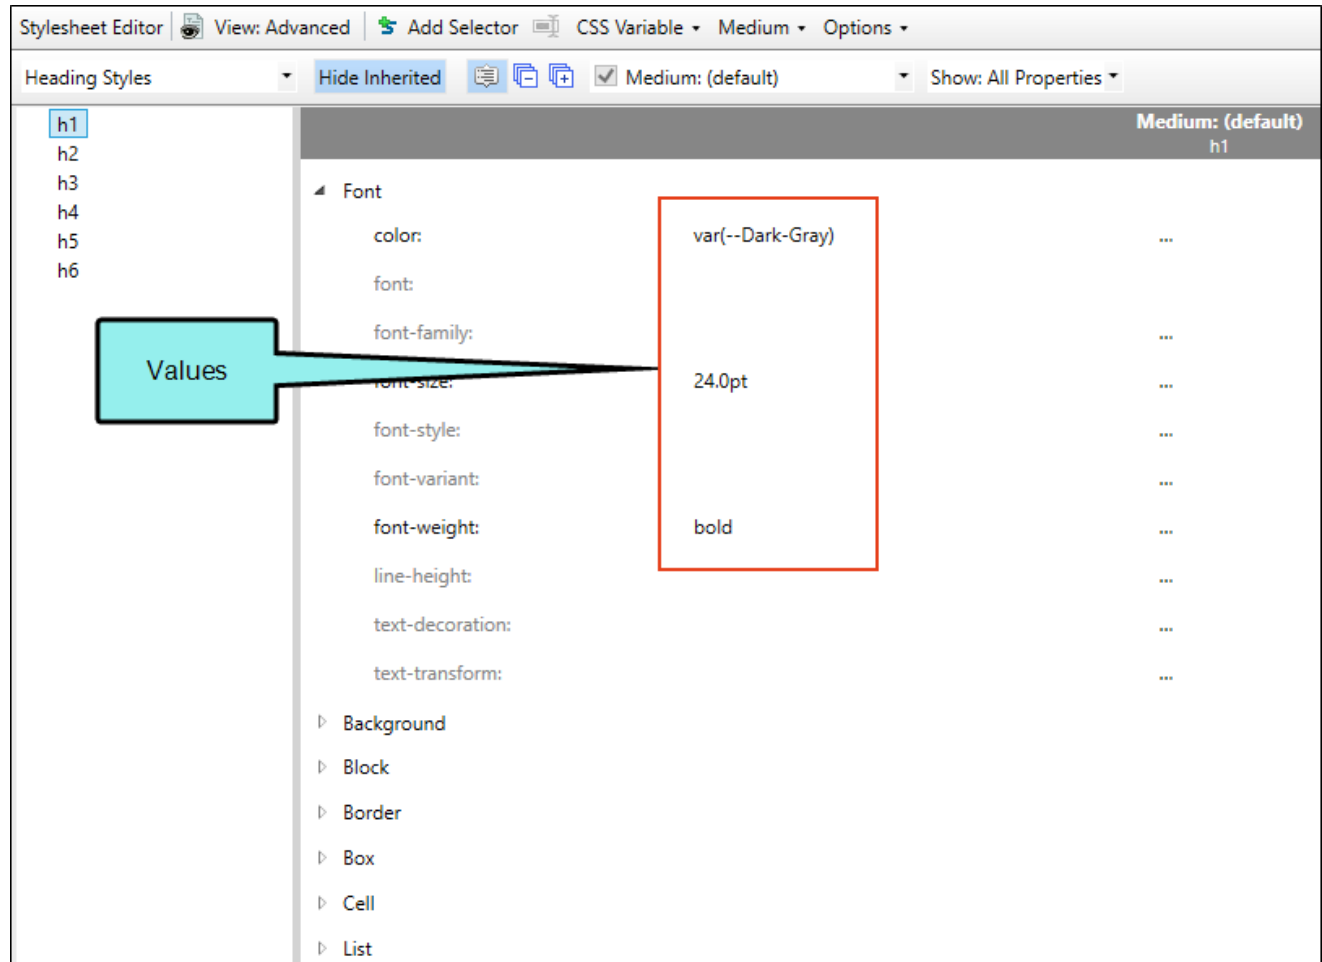 Stylesheet Editor View: Advanced Add Selector CSS Variable Medium Options
Heading Styles Hide Inherited Medium: (default) Show: All Properties
h1
h2
h3
h4
h5
h6
Medium: (default)
h1
Font
color: var(--Dark-Gray) ...
font:
font-family: ...
Values
font-size: 24.0pt ...
font-style: ...
font-variant: ...
font-weight: bold ...
line-height: ...
text-decoration: ...
text-transform: ...
Background
Block
Border
Box
Cell
List